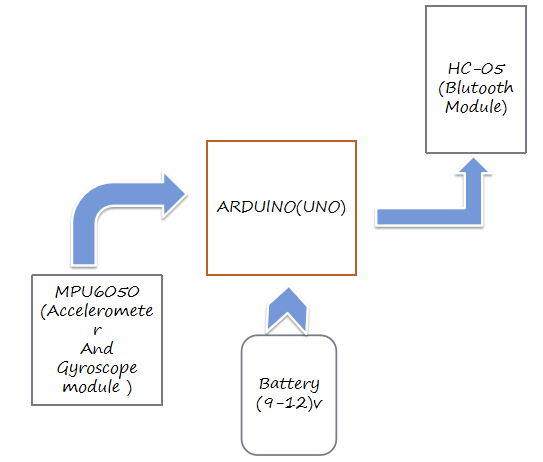 HC-05
(Blutooth
Module)
ARDUINO(UNO)
MPU6050
(Acceleromete
r
And
Gyroscope
module )
Battery
(9-12)v